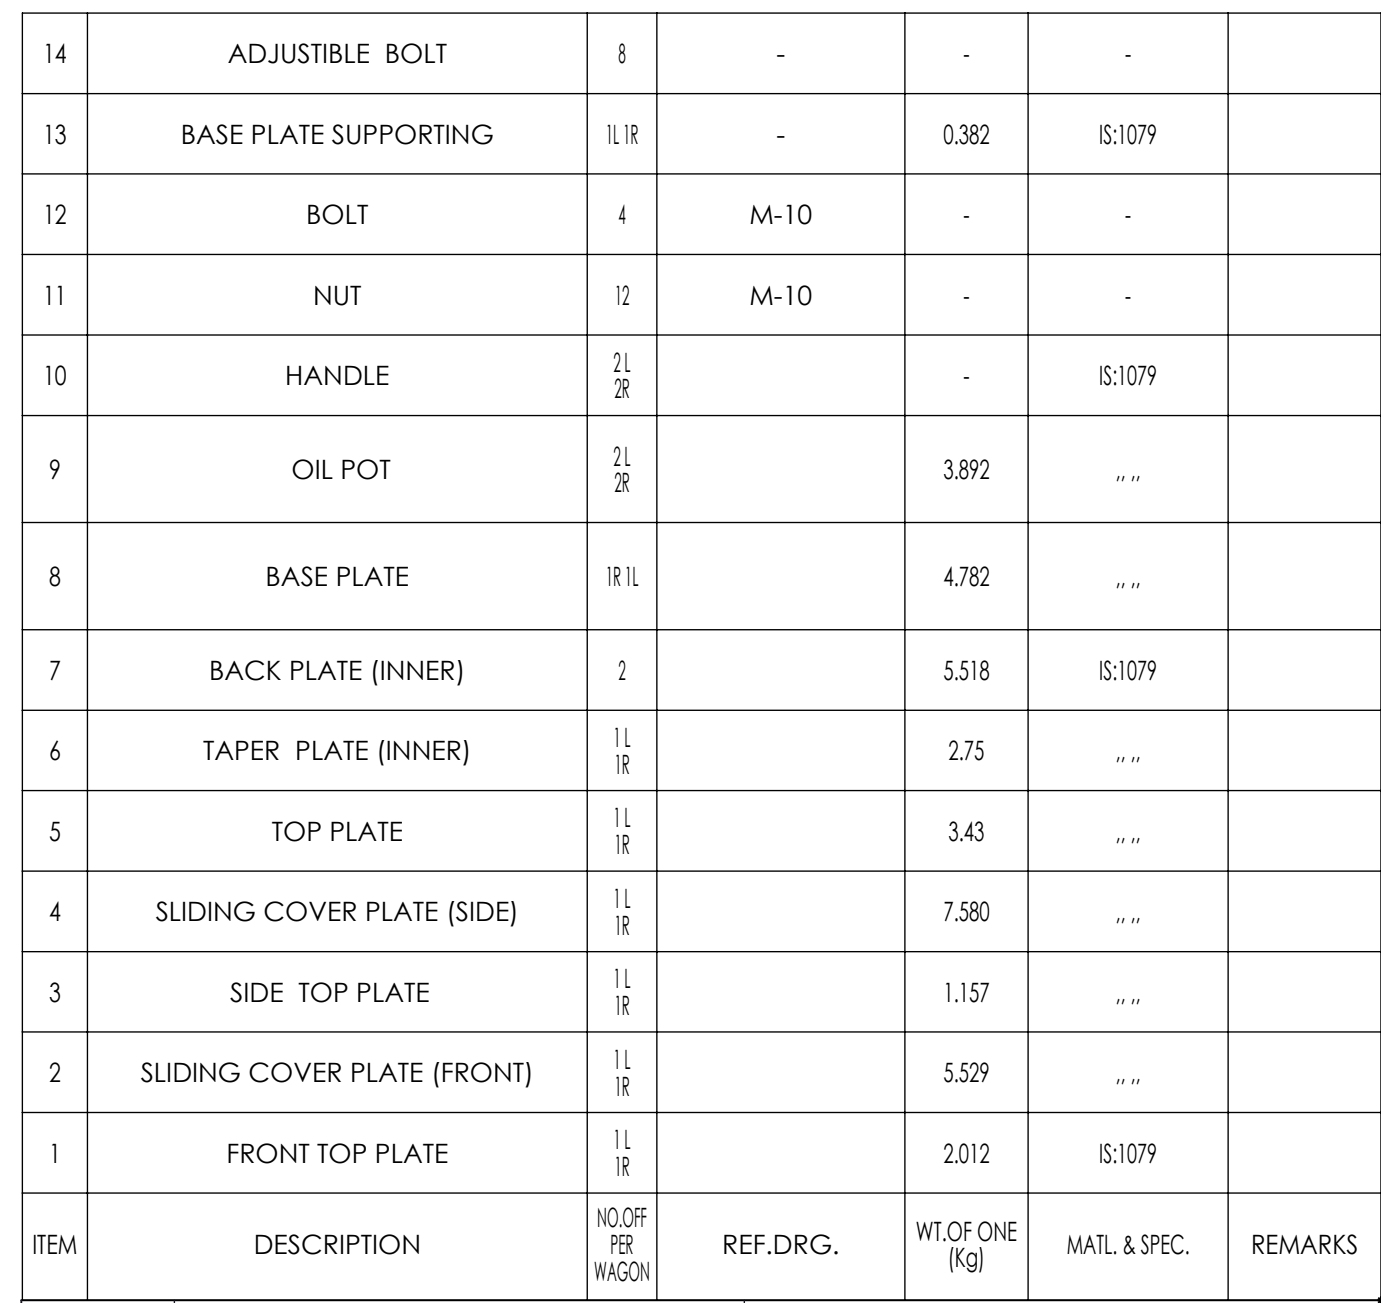 14 ADJUSTIBLE BOLT 8 - - -
13 BASE PLATE SUPPORTING 1L 1R - 0.382 IS:1079
12 BOLT 4 M-10 - -
11 NUT 12 M-10 - -
10 HANDLE 2L 2R - IS:1079
9 OIL POT 2L 2R 3.892 ,, ,,
8 BASE PLATE 1R 1L 4.782 ,, ,,
7 BACK PLATE (INNER) 2 5.518 IS:1079
6 TAPER PLATE (INNER) 1L 1R 2.75 ,, ,,
5 TOP PLATE 1L 1R 3.43 ,, ,,
4 SLIDING COVER PLATE (SIDE) 1L 1R 7.580 ,, ,,
3 SIDE TOP PLATE 1L 1R 1.157 ,, ,,
2 SLIDING COVER PLATE (FRONT) 1L 1R 5.529 ,, ,,
1 FRONT TOP PLATE 1L 1R 2.012 IS:1079
ITEM DESCRIPTION NO.OFF PER WAGON REF.DRG. WT.OF ONE (Kg) MATL. & SPEC. REMARKS